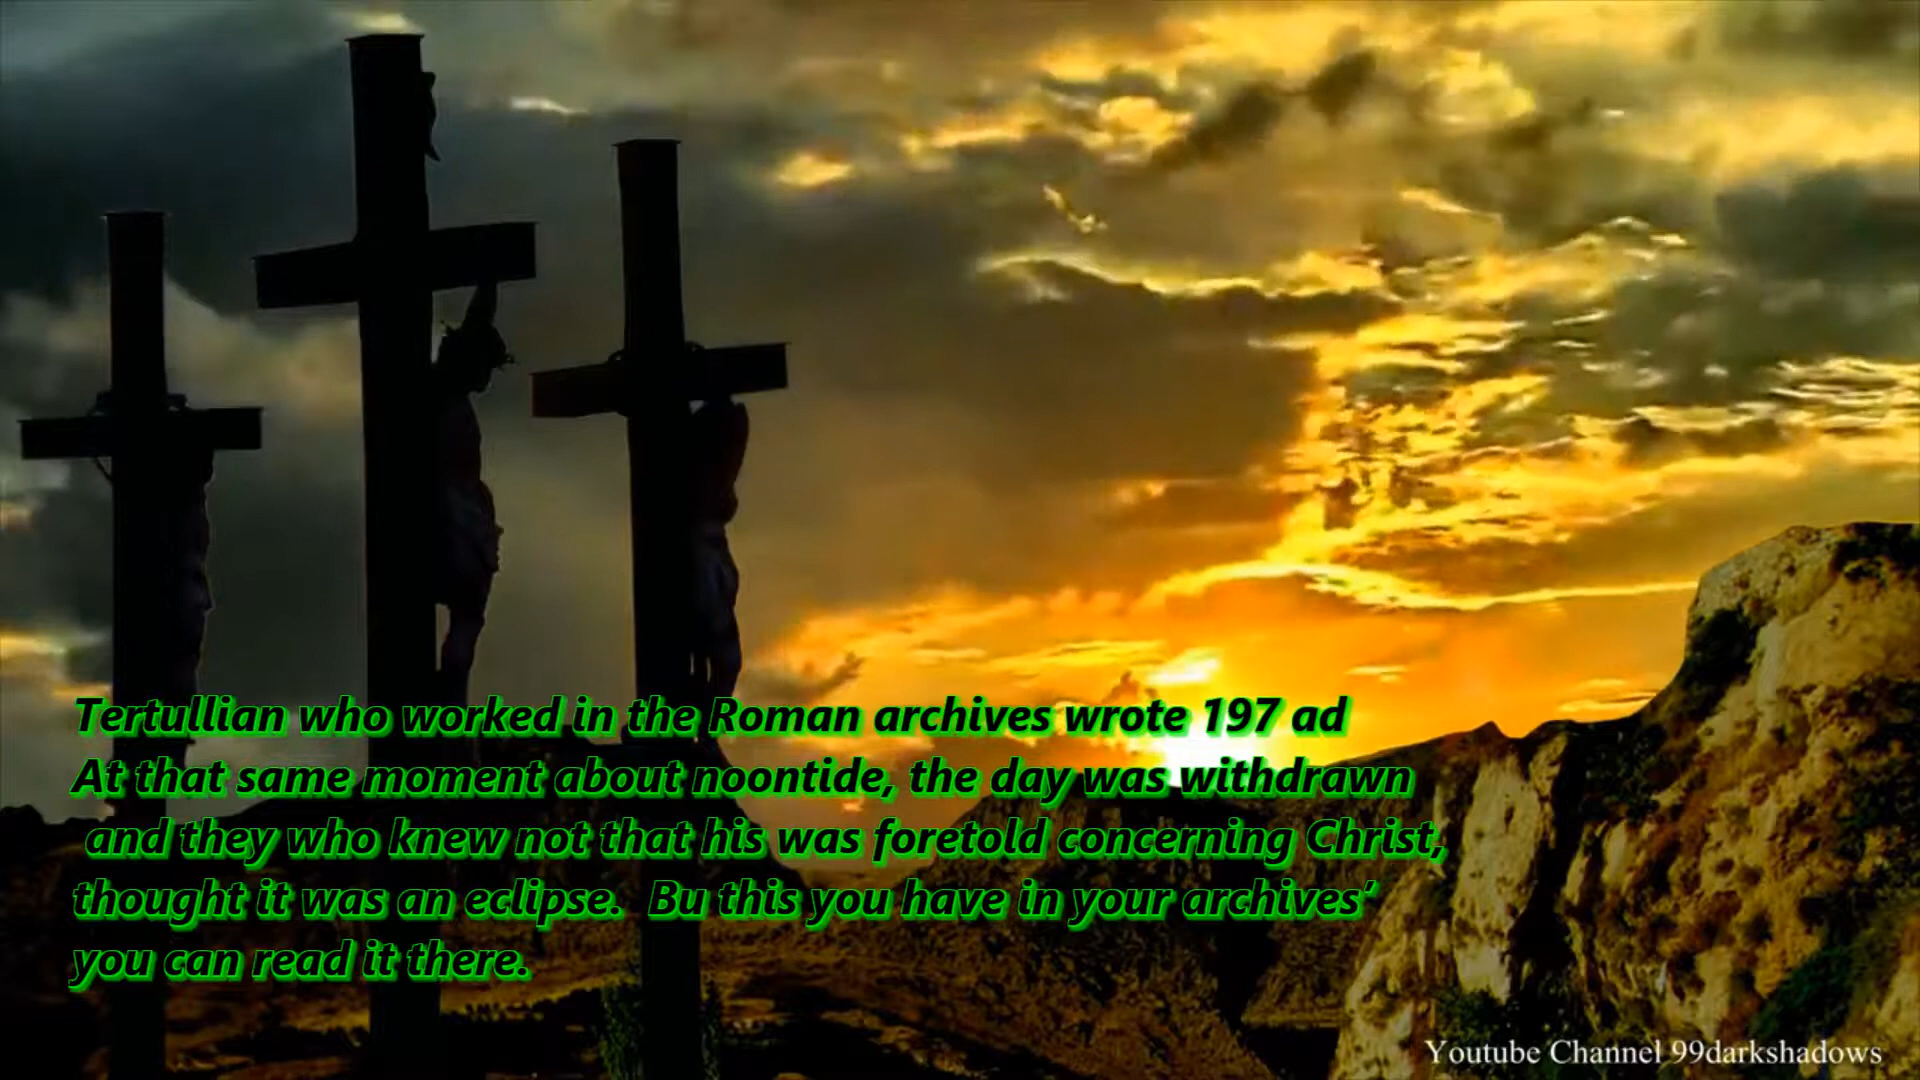 Tertullian who worked in the Roman archives wrote 197 ad
At that same moment about noontide, the day was withdrawn
and they who knew not that his was foretold concerning Christ,
thought it was an eclipse. Bu this you have in your archives’
you can read it there.
Youtube Channel 99darkshadows